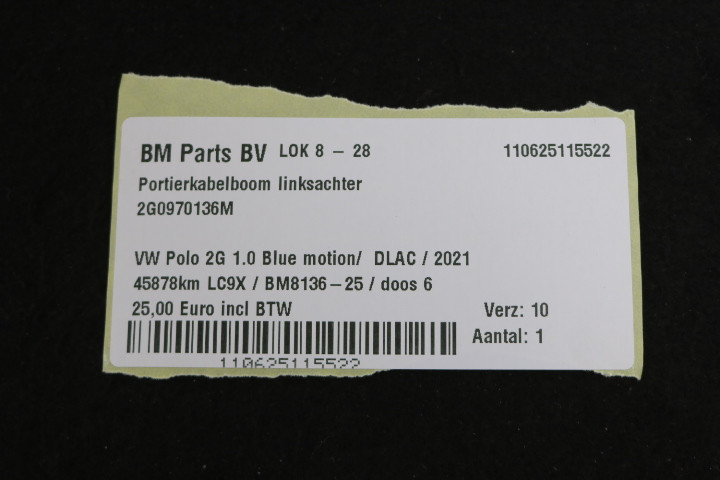 BM Parts BV LOK 8 – 28 110625115522
Portierkabelboom linksachter
2G0970136M
VW Polo 2G 1.0 Blue motion/ DLAC / 2021
45878km LC9X / BM8136–25 / doos 6
25,00 Euro incl BTW Verz: 10
Aantal: 1
110625115522